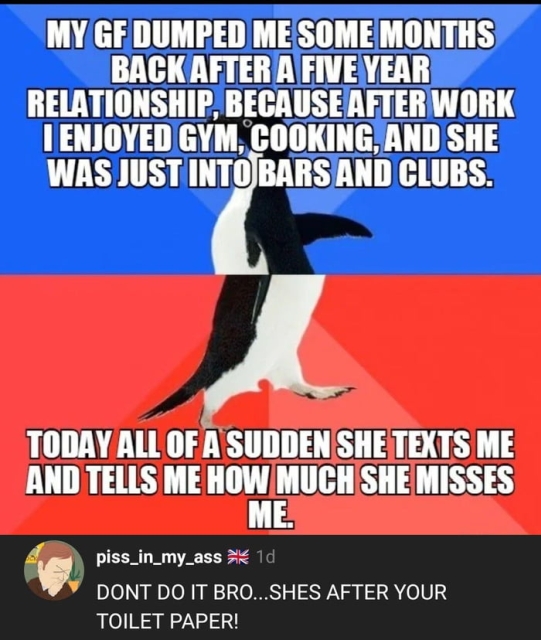 MY GF DUMPED ME SOME MONTHS
BACK AFTER A FIVE YEAR
RELATIONSHIP, BECAUSE AFTER WORK
I ENJOYED GYM, COOKING, AND SHE
WAS JUST INTO BARS AND CLUBS.
TODAY ALL OF A SUDDEN SHE TEXTS ME
AND TELLS ME HOW MUCH SHE MISSES
ME.
piss_in_my_ass 🇬🇧 1d
DONT DO IT BRO...SHES AFTER YOUR
TOILET PAPER!